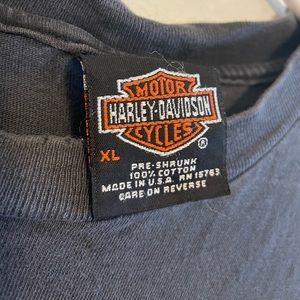 MOTOR
HARLEY-DAVIDSON
CYCLES
®
XL
PRE-SHRUNK
100% COTTON
MADE IN U.S.A. RN 15763
CARE ON REVERSE